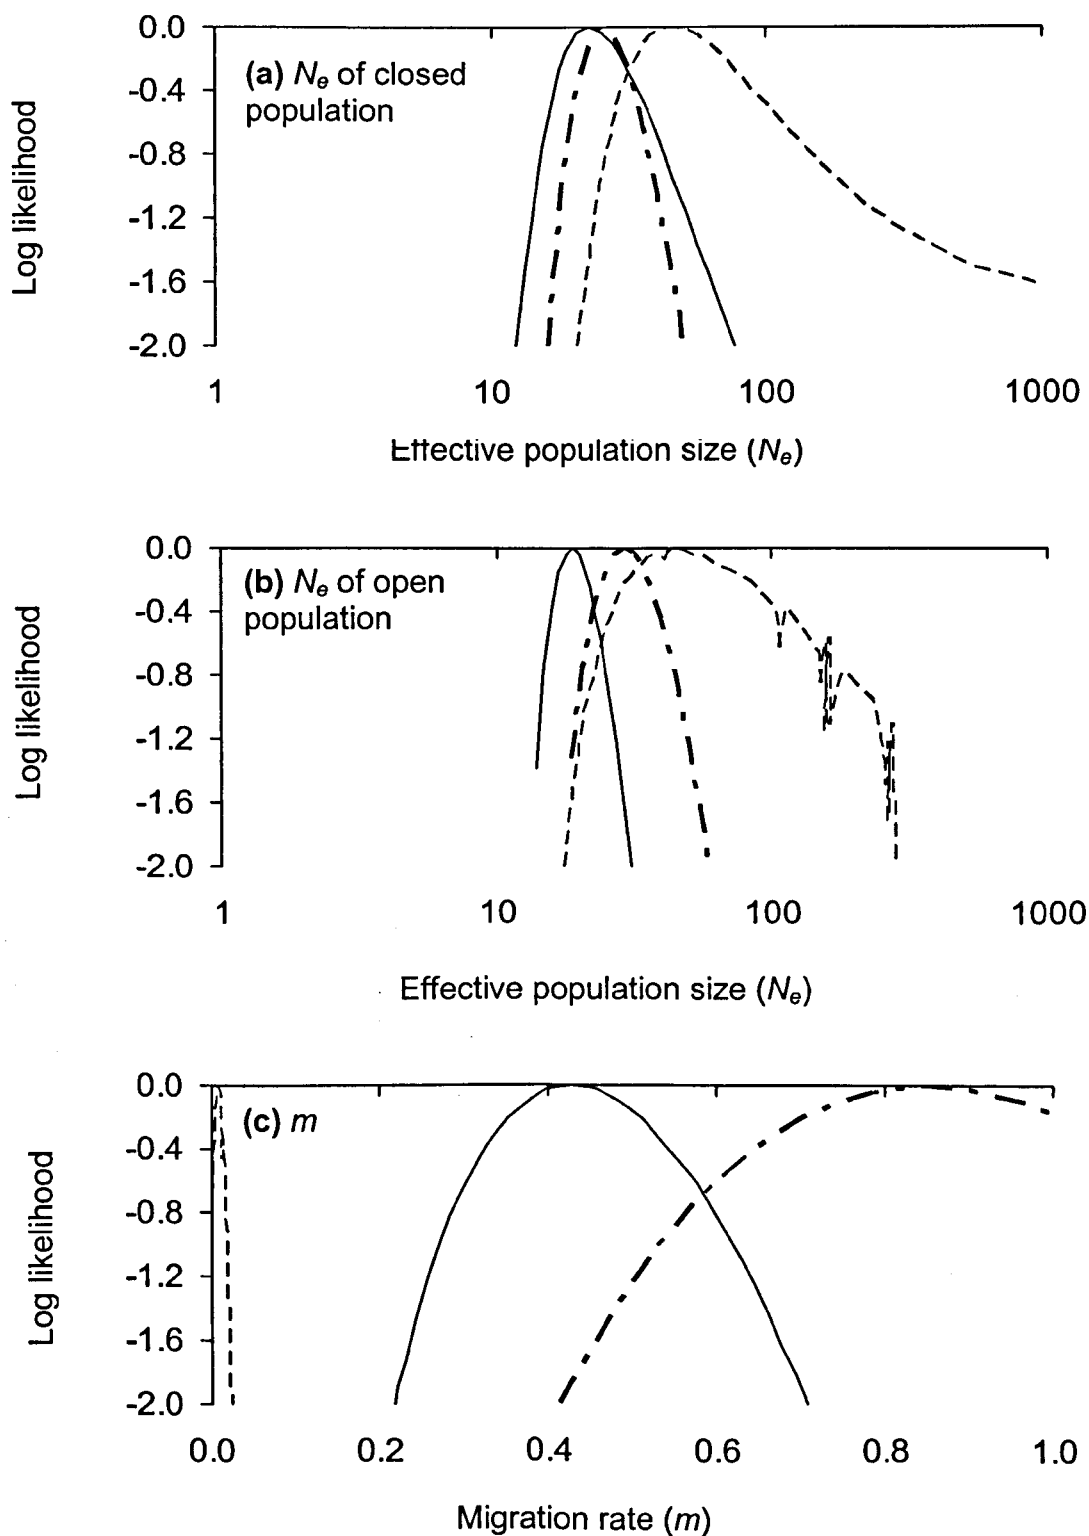 0.0
(a) Ne of closed
population
-0.4
-0.8
-1.2
-1.6
-2.0
Log likelihood
1 10 100 1000
Effective population size (Ne)
0.0
(b) Ne of open
population
-0.4
-0.8
-1.2
-1.6
-2.0
Log likelihood
1 10 100 1000
Effective population size (Ne)
0.0
(c) m
-0.4
-0.8
-1.2
-1.6
-2.0
Log likelihood
0.0 0.2 0.4 0.6 0.8 1.0
Migration rate (m)